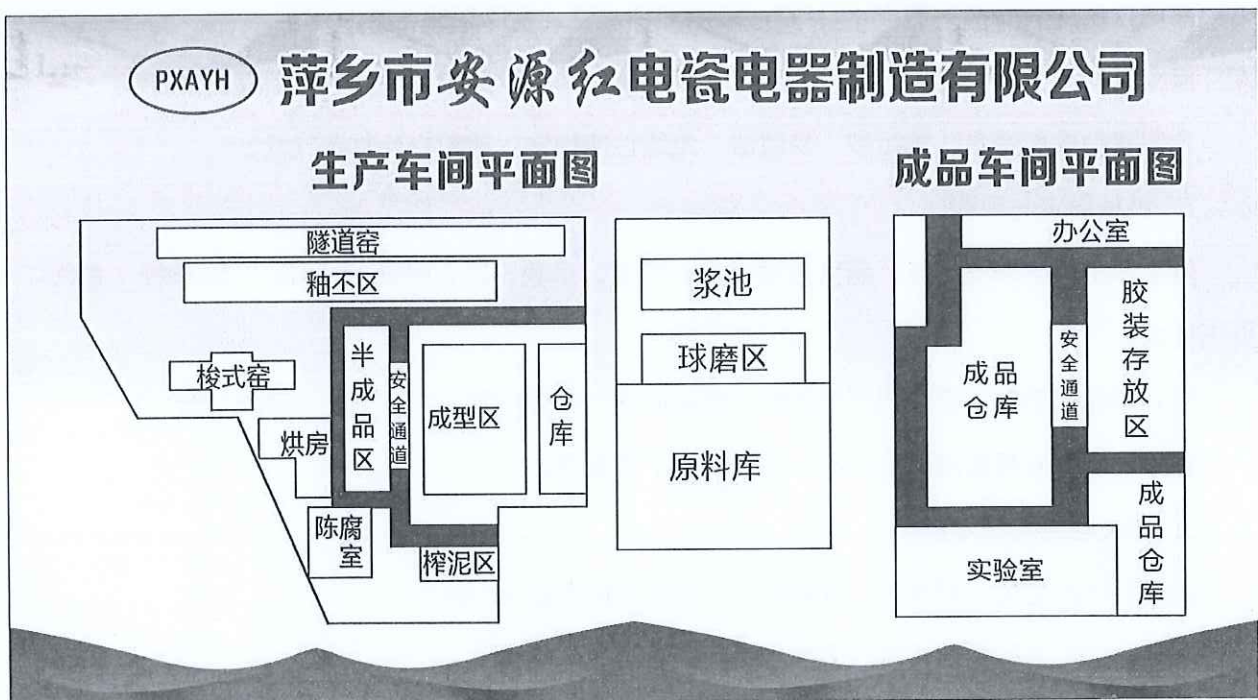 PXAYH 萍乡市安源红电瓷电器制造有限公司
生产车间平面图
隧道窑
釉丕区
梭式窑
烘房
半成品区
安全通道
成型区
仓库
陈腐室
榨泥区
浆池
球磨区
原料库
成品车间平面图
办公室
成品
仓库
安全通道
胶装存放区
实验室
成品仓库